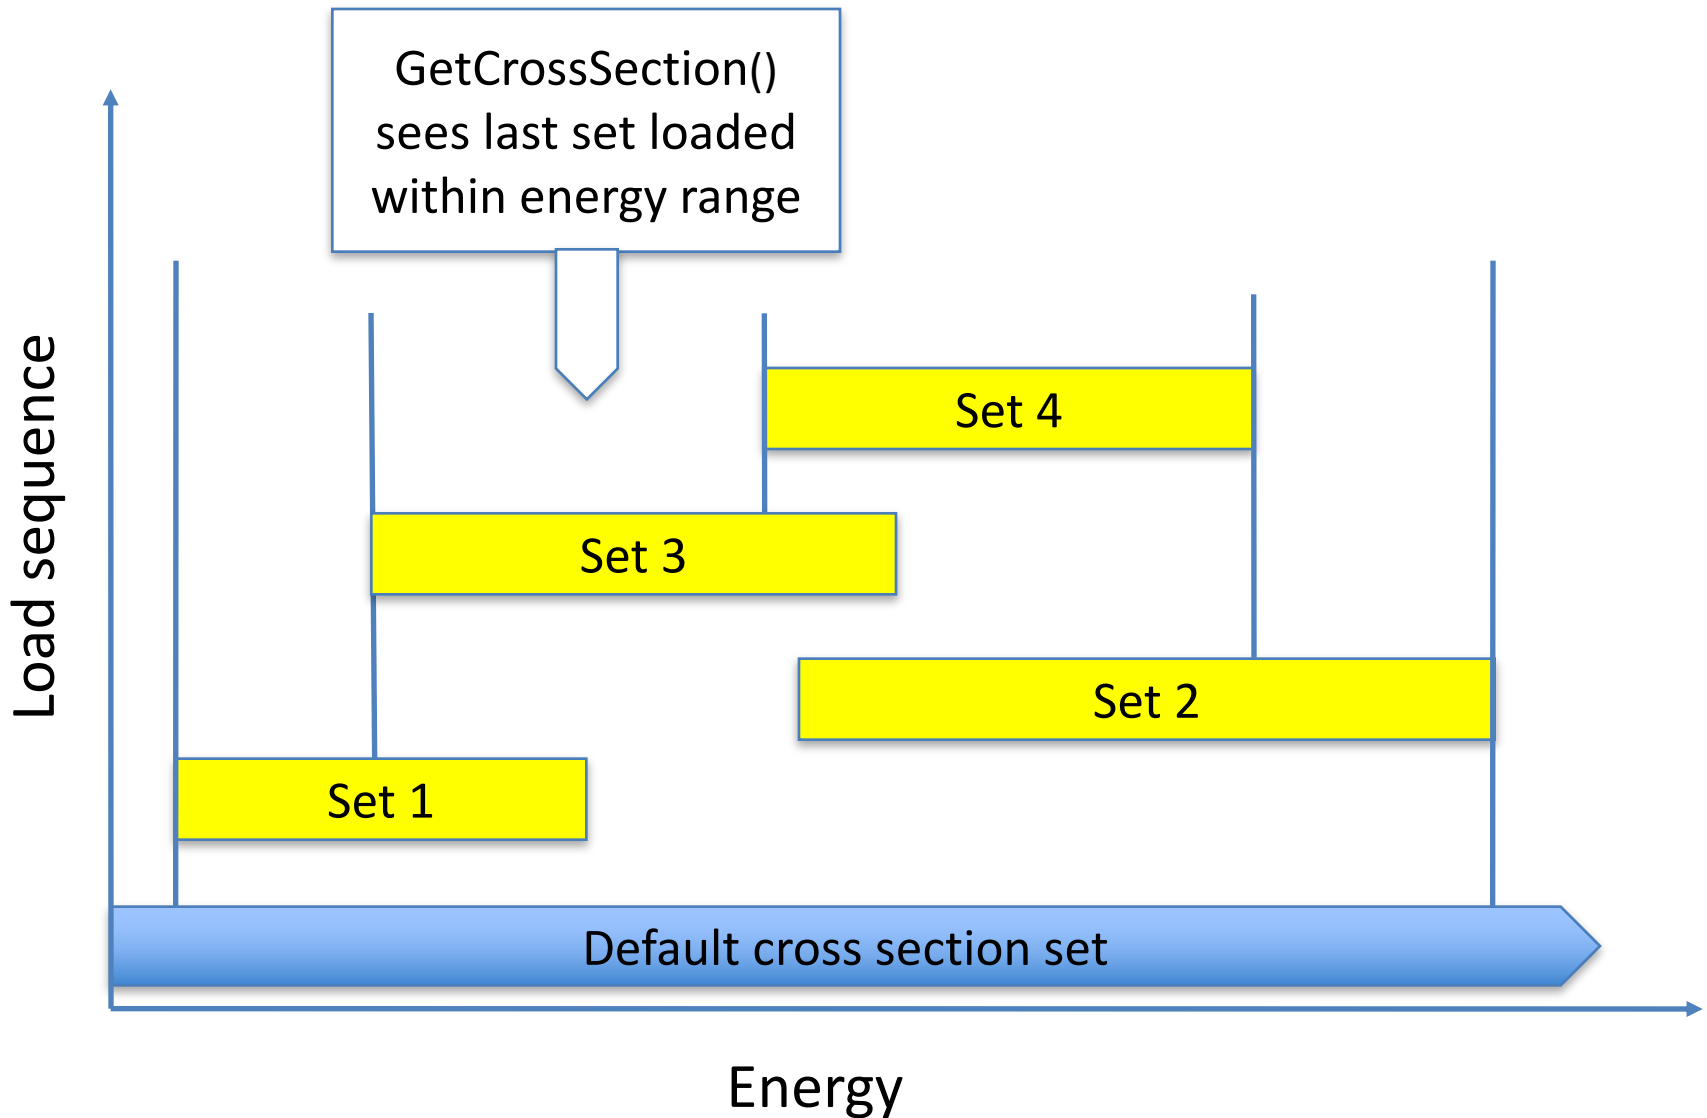 GetCrossSection()
sees last set loaded
within energy range
Load sequence
Set 4
Set 3
Set 2
Set 1
Default cross section set
Energy